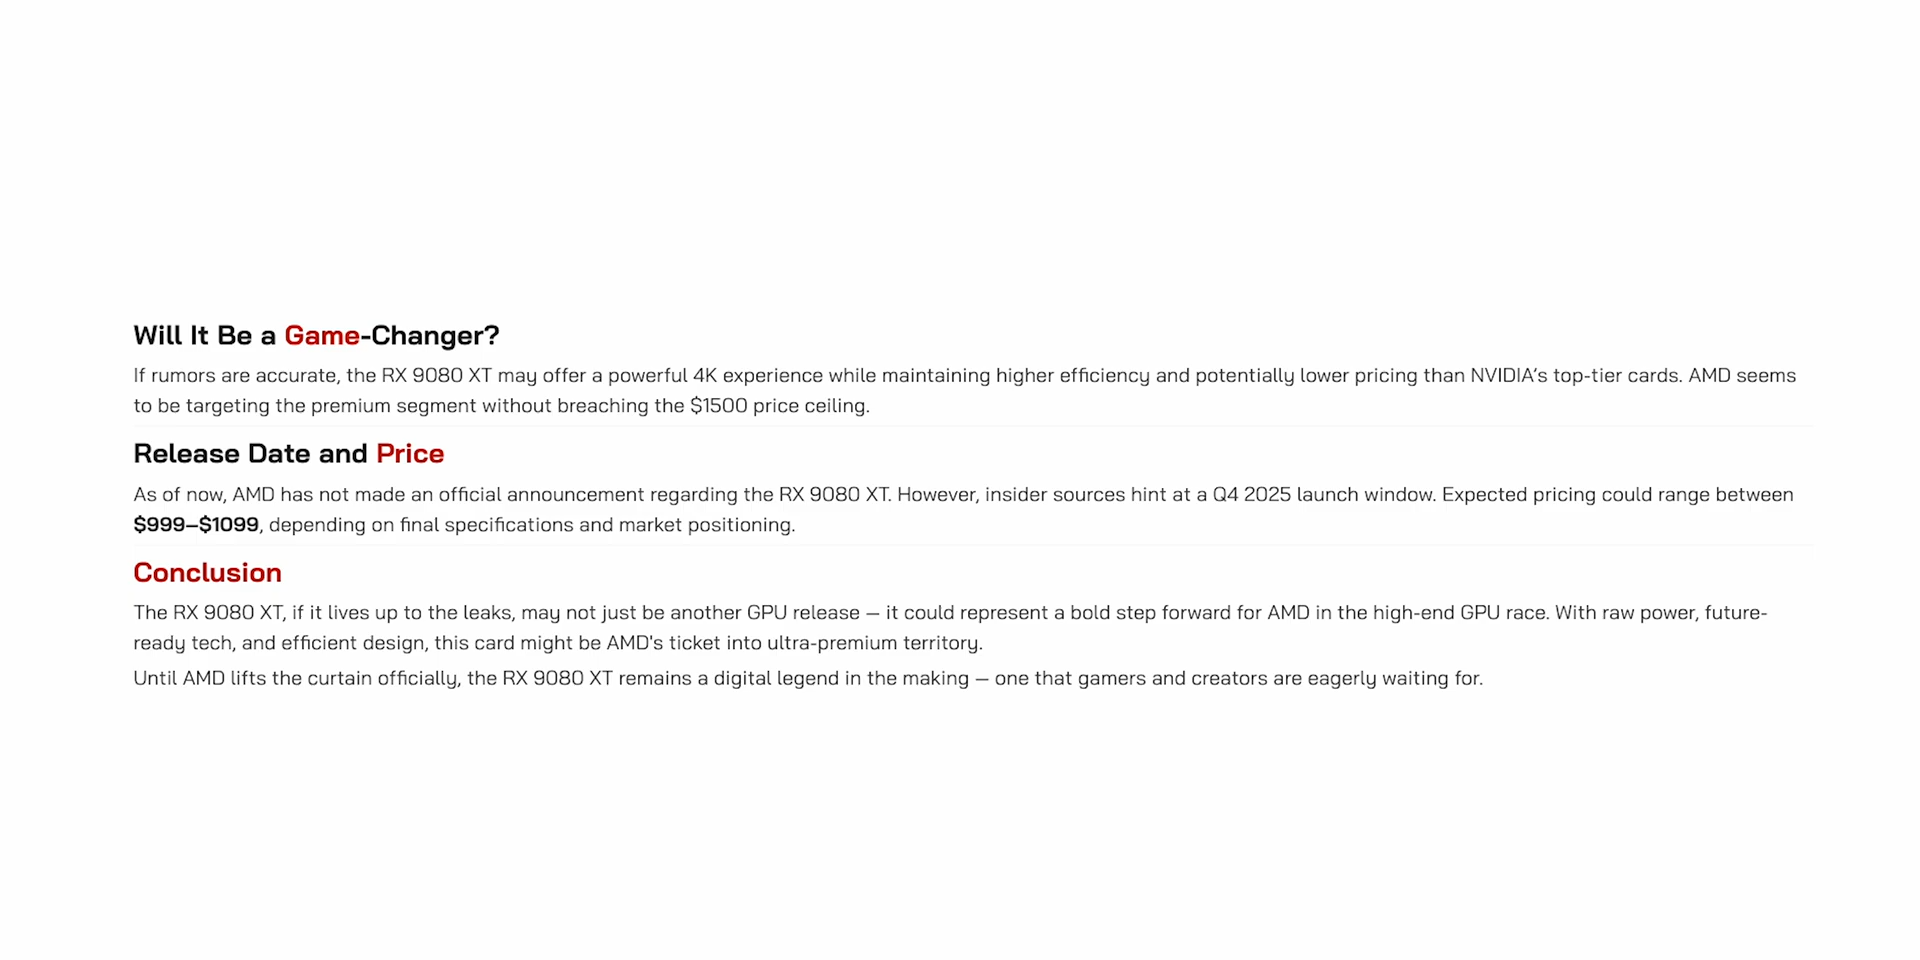 Will It Be a Game-Changer?
If rumors are accurate, the RX 9080 XT may offer a powerful 4K experience while maintaining higher efficiency and potentially lower pricing than NVIDIA’s top-tier cards. AMD seems
to be targeting the premium segment without breaching the $1500 price ceiling.
Release Date and Price
As of now, AMD has not made an official announcement regarding the RX 9080 XT. However, insider sources hint at a Q4 2025 launch window. Expected pricing could range between
$999–$1099, depending on final specifications and market positioning.
Conclusion
The RX 9080 XT, if it lives up to the leaks, may not just be another GPU release — it could represent a bold step forward for AMD in the high-end GPU race. With raw power, future-
ready tech, and efficient design, this card might be AMD's ticket into ultra-premium territory.
Until AMD lifts the curtain officially, the RX 9080 XT remains a digital legend in the making — one that gamers and creators are eagerly waiting for.